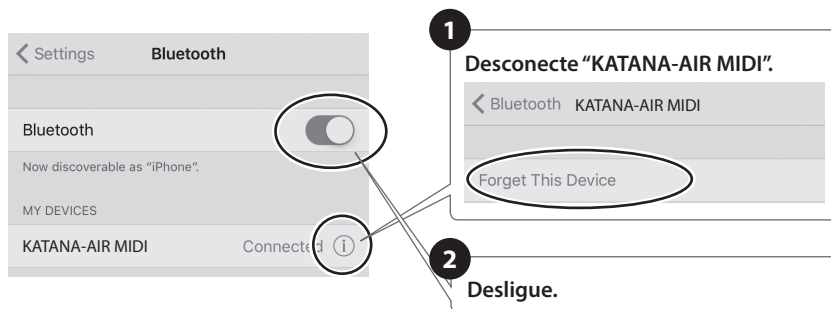 Settings Bluetooth
Bluetooth
Now discoverable as "iPhone".
MY DEVICES
KATANA-AIR MIDI Connected i
1
Desconecte “KATANA-AIR MIDI”.
Bluetooth KATANA-AIR MIDI
Forget This Device
2
Desligue.